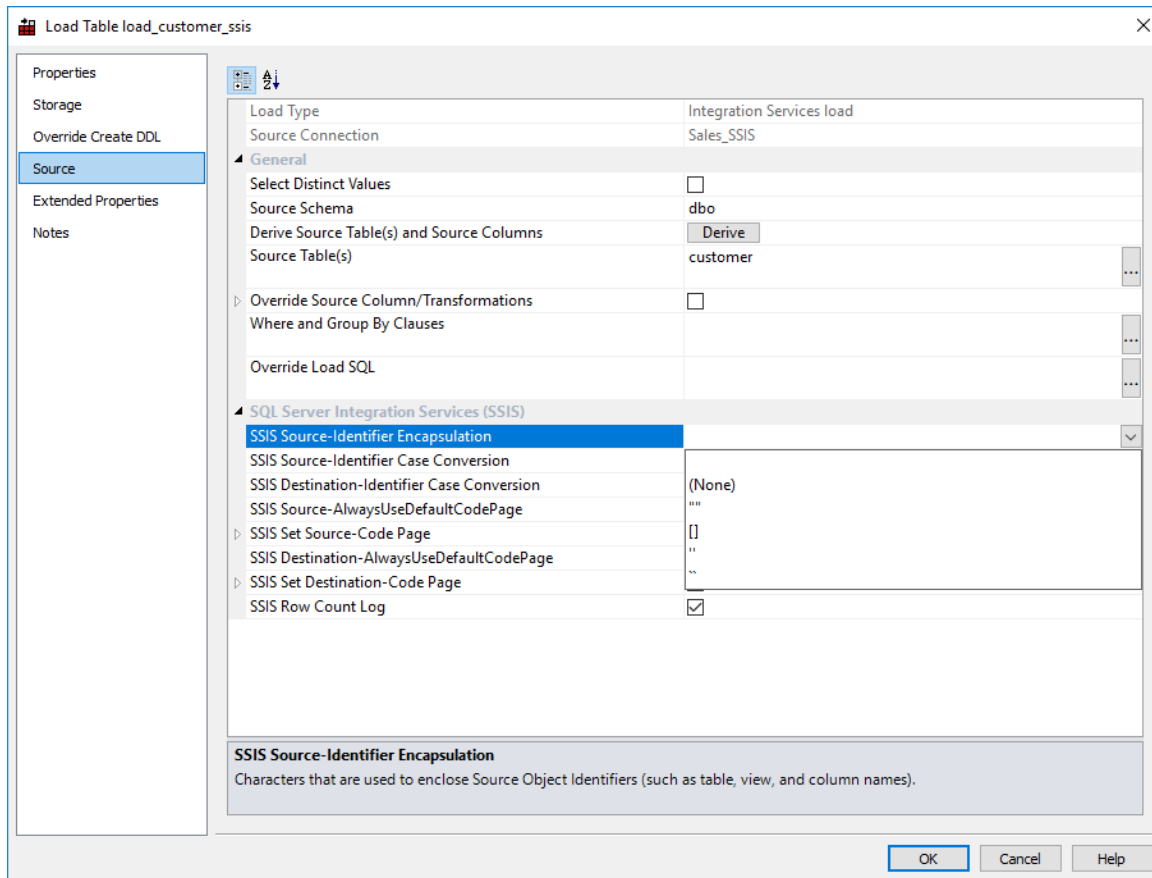 Load Table load_customer_ssis
Properties
Storage
Override Create DDL
Source
Extended Properties
Notes
Load Type Integration Services load
Source Connection Sales_SSIS
General
Select Distinct Values
Source Schema dbo
Derive Source Table(s) and Source Columns Derive
Source Table(s) customer
...
Override Source Column/Transformations
Where and Group By Clauses
...
Override Load SQL
...
SQL Server Integration Services (SSIS)
SSIS Source-Identifier Encapsulation
SSIS Source-Identifier Case Conversion
SSIS Destination-Identifier Case Conversion (None)
SSIS Source-AlwaysUseDefaultCodePage ""
SSIS Set Source-Code Page []
SSIS Destination-AlwaysUseDefaultCodePage ''
SSIS Set Destination-Code Page ``
SSIS Row Count Log
SSIS Source-Identifier Encapsulation
Characters that are used to enclose Source Object Identifiers (such as table, view, and column names).
OK Cancel Help